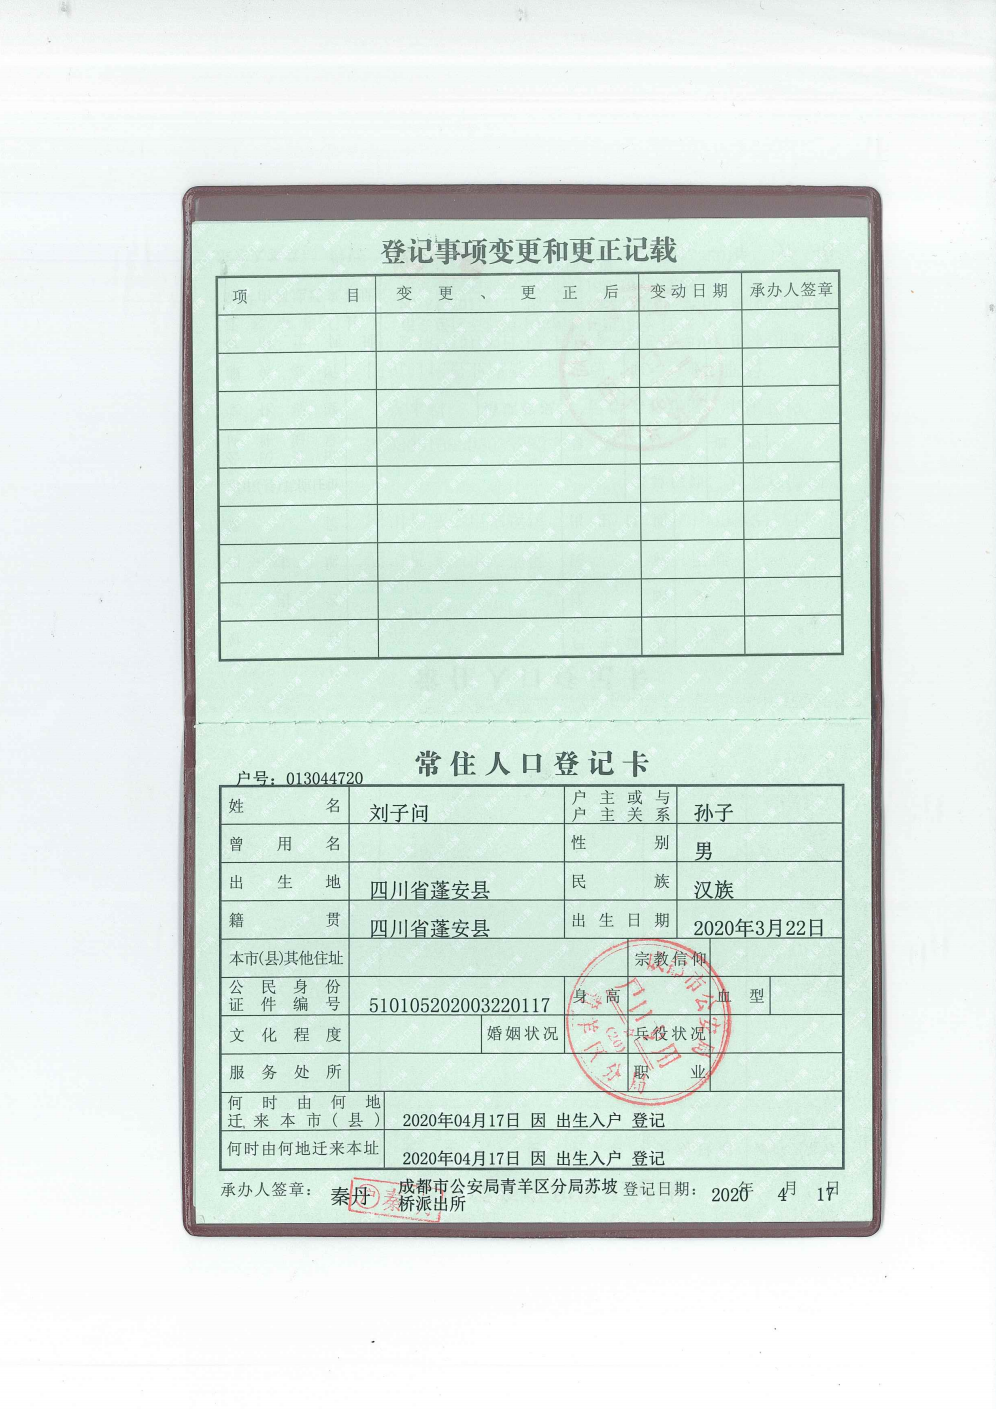 登记事项变更和更正记载
项 目 变 更 、 更 正 后 变动日期 承办人签章
常住人口登记卡
户号：013044720
姓 名 刘子问 户主或与户主关系 孙子
曾用名 性别 男
出生地 四川省蓬安县 民族 汉族
籍贯 四川省蓬安县 出生日期 2020年3月22日
本市(县)其他住址 宗教信仰
公民身份证件编号 510105202003220117 身高 血型
文化程度 婚姻状况 兵役状况
服务处所 职业
何时由何地迁来本市(县) 2020年04月17日 因 出生入户 登记
何时由何地迁来本址 2020年04月17日 因 出生入户 登记
承办人签章： 秦丹 成都市公安局青羊区分局苏坡桥派出所 登记日期： 2020年 4月 17日